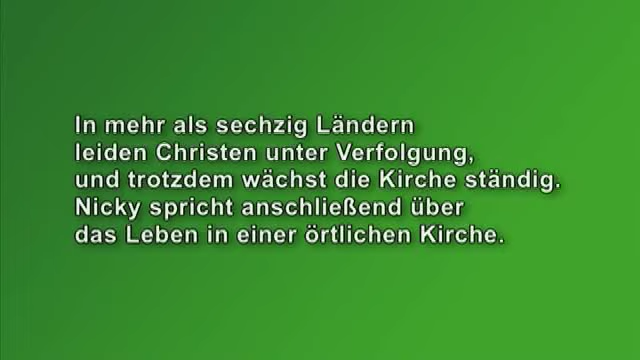 In mehr als sechzig Ländern
leiden Christen unter Verfolgung,
und trotzdem wächst die Kirche ständig.
Nicky spricht anschließend über
das Leben in einer örtlichen Kirche.